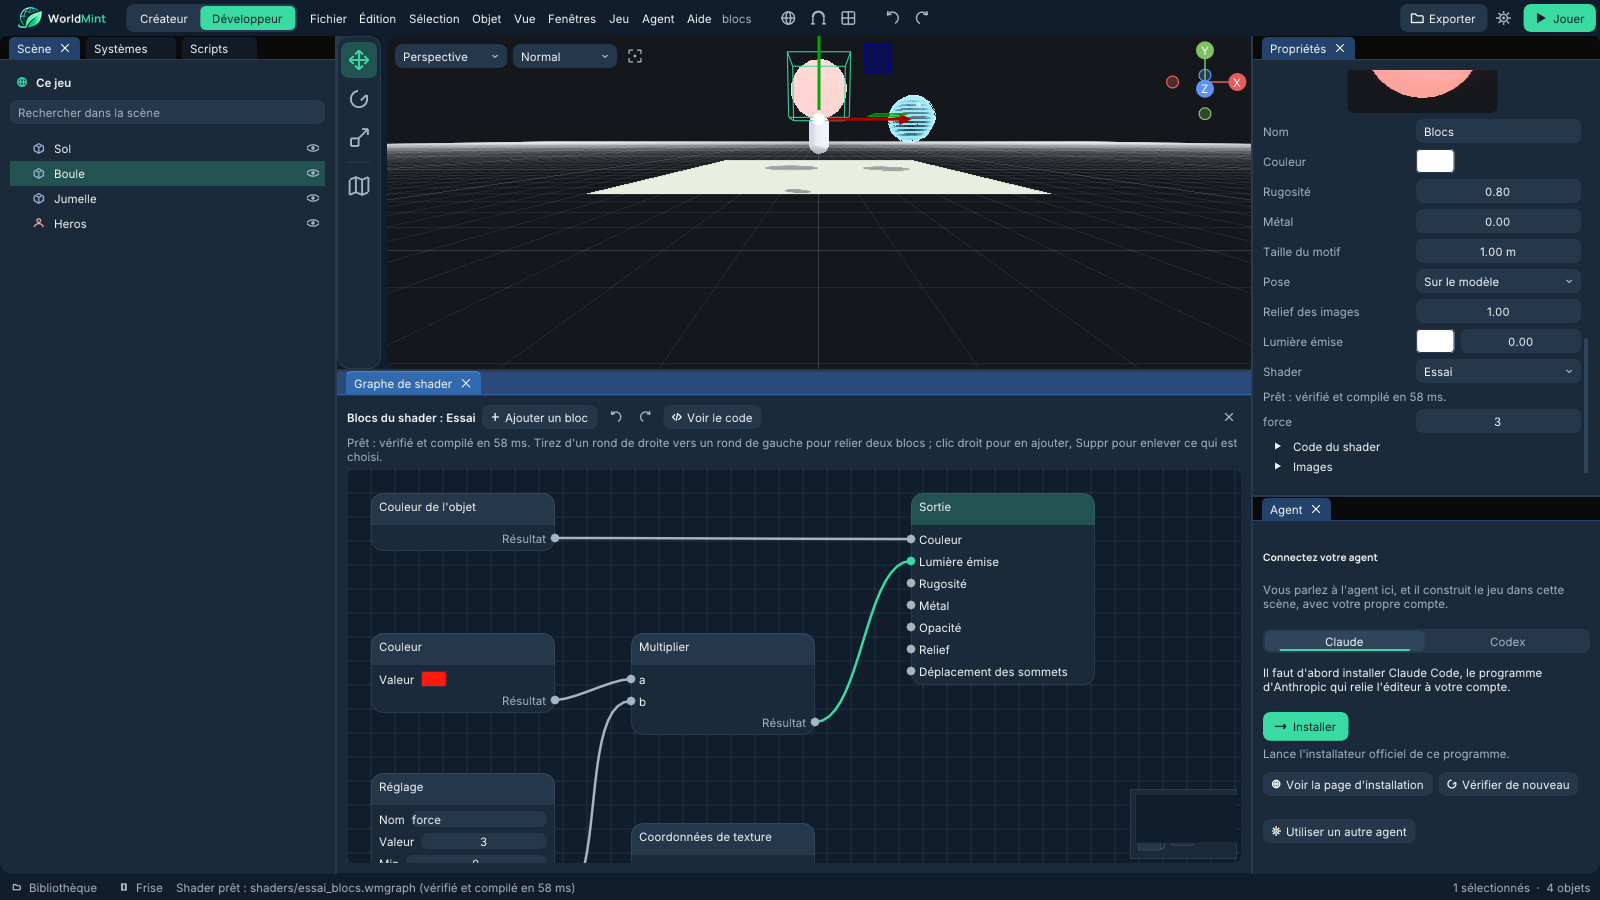 WorldMint
Créateur
Développeur
Fichier
Édition
Sélection
Objet
Vue
Fenêtres
Jeu
Agent
Aide
blocs
Exporter
Jouer
Scène
Systèmes
Scripts
Ce jeu
Rechercher dans la scène
Sol
Boule
Jumelle
Heros
Perspective
Normal
Y
X
Z
Propriétés
Nom
Blocs
Couleur
Rugosité
0.80
Métal
0.00
Taille du motif
1.00 m
Pose
Sur le modèle
Relief des images
1.00
Lumière émise
0.00
Shader
Essai
Prêt : vérifié et compilé en 58 ms.
force
3
Code du shader
Images
Graphe de shader
Blocs du shader : Essai
+ Ajouter un bloc
Voir le code
Prêt : vérifié et compilé en 58 ms. Tirez d'un rond de droite vers un rond de gauche pour relier deux blocs ; clic droit pour en ajouter, Suppr pour enlever ce qui est
choisi.
Couleur de l'objet
Résultat
Sortie
Couleur
Lumière émise
Rugosité
Métal
Opacité
Relief
Déplacement des sommets
Couleur
Valeur
Résultat
Multiplier
a
b
Résultat
Réglage
Nom force
Valeur 3
Min 0
Coordonnées de texture
Agent
Connectez votre agent
Vous parlez à l'agent ici, et il construit le jeu dans cette
scène, avec votre propre compte.
Claude
Codex
Il faut d'abord installer Claude Code, le programme
d'Anthropic qui relie l'éditeur à votre compte.
Installer
Lance l'installateur officiel de ce programme.
Voir la page d'installation
Vérifier de nouveau
Utiliser un autre agent
Bibliothèque
Frise
Shader prêt : shaders/essai_blocs.wmgraph (vérifié et compilé en 58 ms)
1 sélectionnés · 4 objets